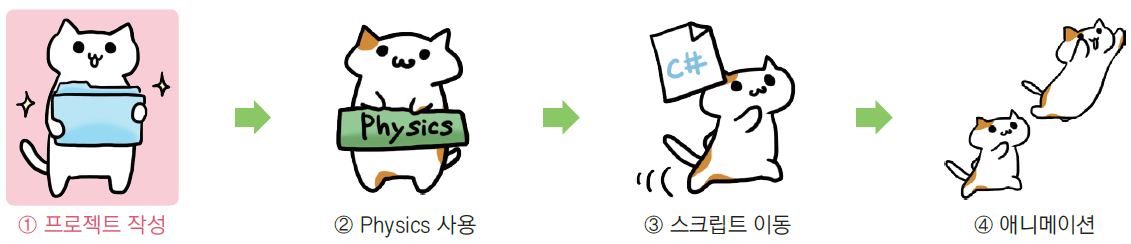 Physics
C#
① 프로젝트 작성
② Physics 사용
③ 스크립트 이동
④ 애니메이션